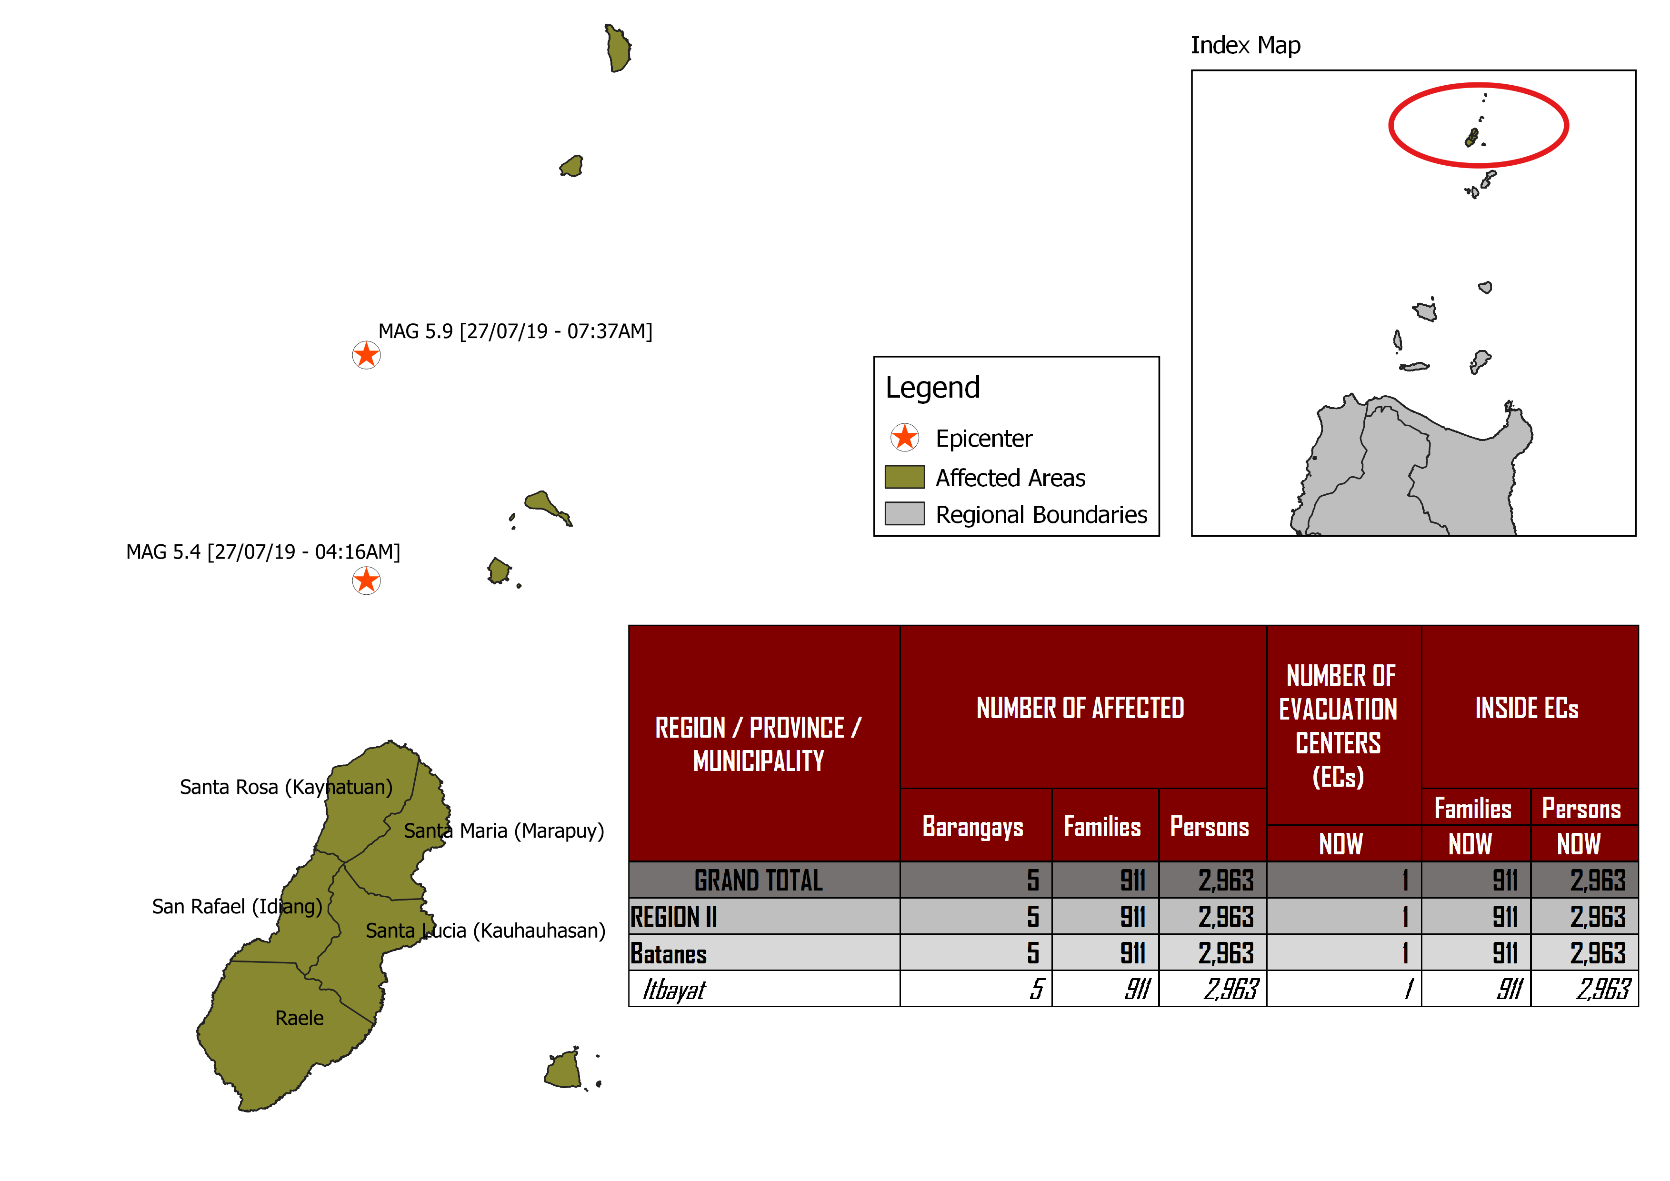 Index Map
MAG 5.9 [27/07/19 - 07:37AM]
Legend
Epicenter
Affected Areas
Regional Boundaries
MAG 5.4 [27/07/19 - 04:16AM]
Santa Rosa (Kaynatuan)
Santa Maria (Marapuy)
San Rafael (Idiang)
Santa Lucia (Kauhauhasan)
Raele
REGION / PROVINCE /
MUNICIPALITY
NUMBER OF AFFECTED
NUMBER OF
EVACUATION
CENTERS
(ECs)
INSIDE ECs
Barangays Families Persons
Families Persons
NOW NOW NOW
GRAND TOTAL 5 911 2,963 1 911 2,963
REGION II 5 911 2,963 1 911 2,963
Batanes 5 911 2,963 1 911 2,963
Itbayat 5 911 2,963 1 911 2,963